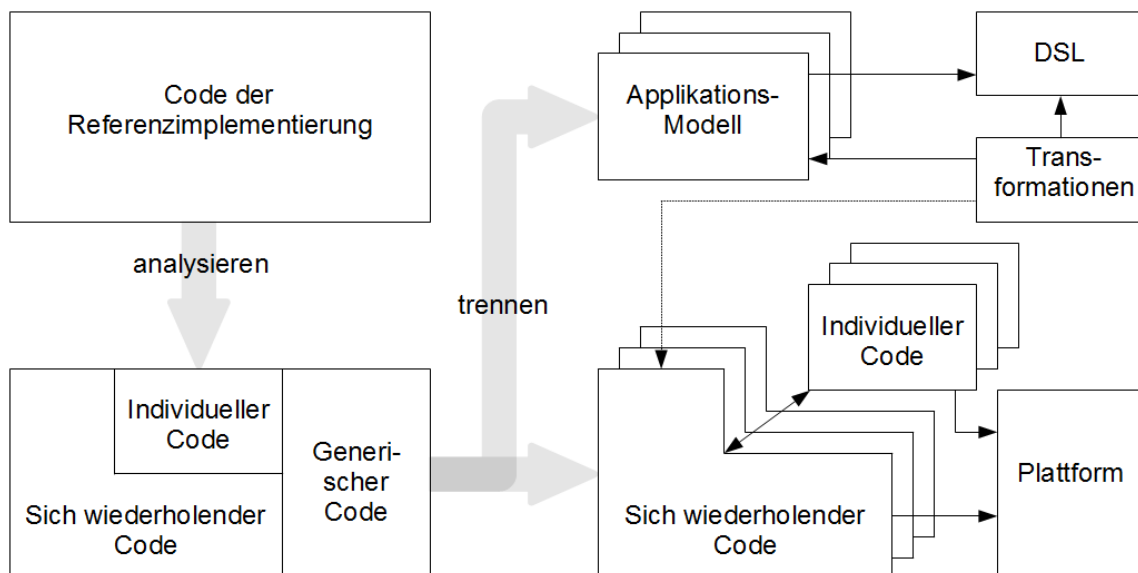 Code der
Referenzimplementierung
analysieren
Individueller
Code
Generi-
scher
Code
Sich wiederholender
Code
trennen
Applikations-
Modell
DSL
Trans-
formationen
Individueller
Code
Sich wiederholender
Code
Plattform